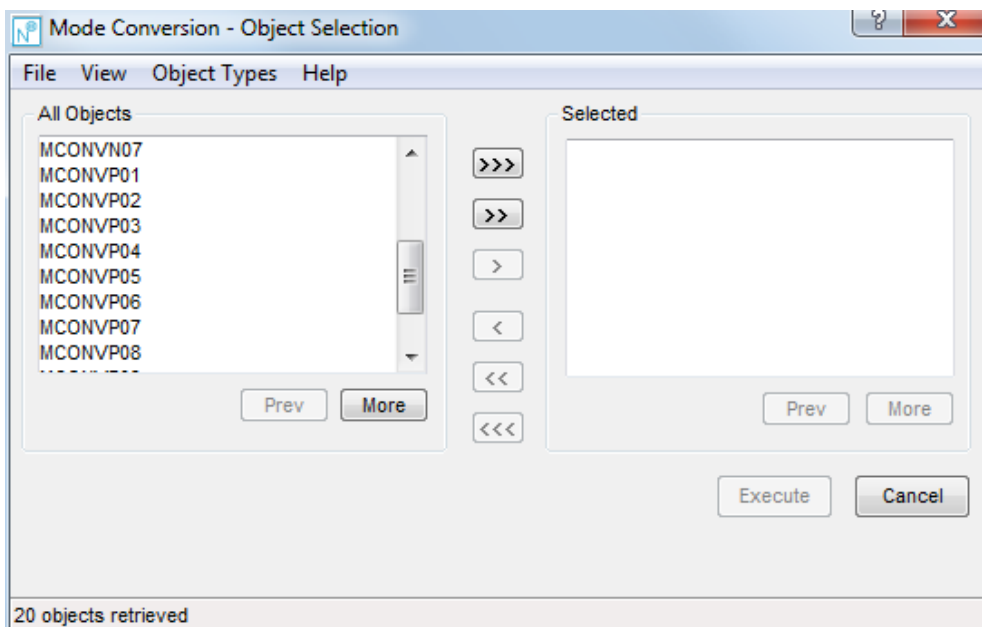 Mode Conversion - Object Selection
File View Object Types Help
All Objects
MCONVN07
MCONVP01
MCONVP02
MCONVP03
MCONVP04
MCONVP05
MCONVP06
MCONVP07
MCONVP08
Prev More
>>>
>>
>
<
<<
<<<
Selected
Prev More
Execute Cancel
20 objects retrieved